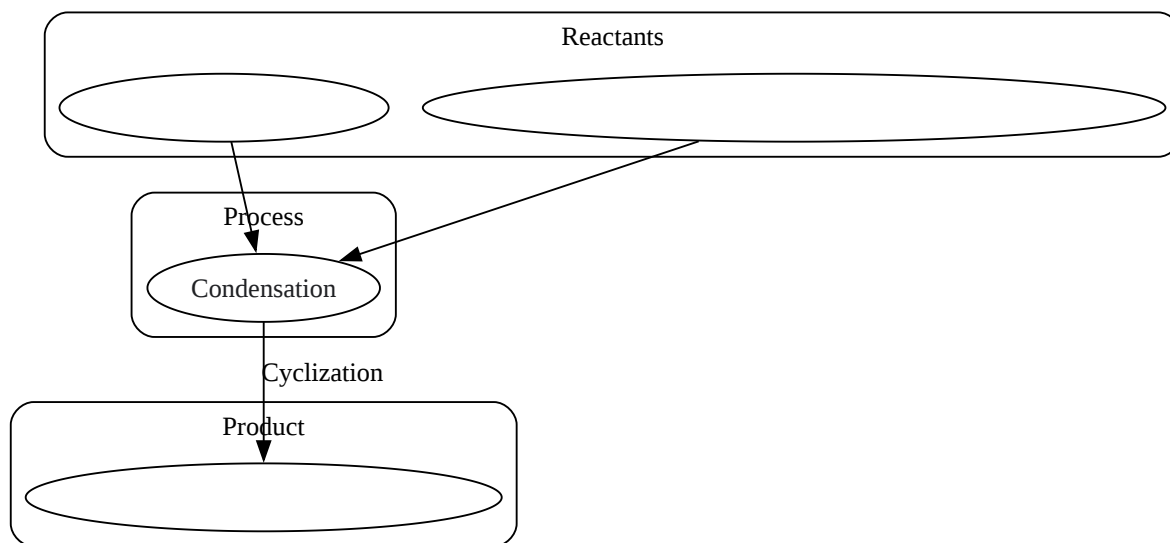 Reactants
Process
Condensation
Cyclization
Product